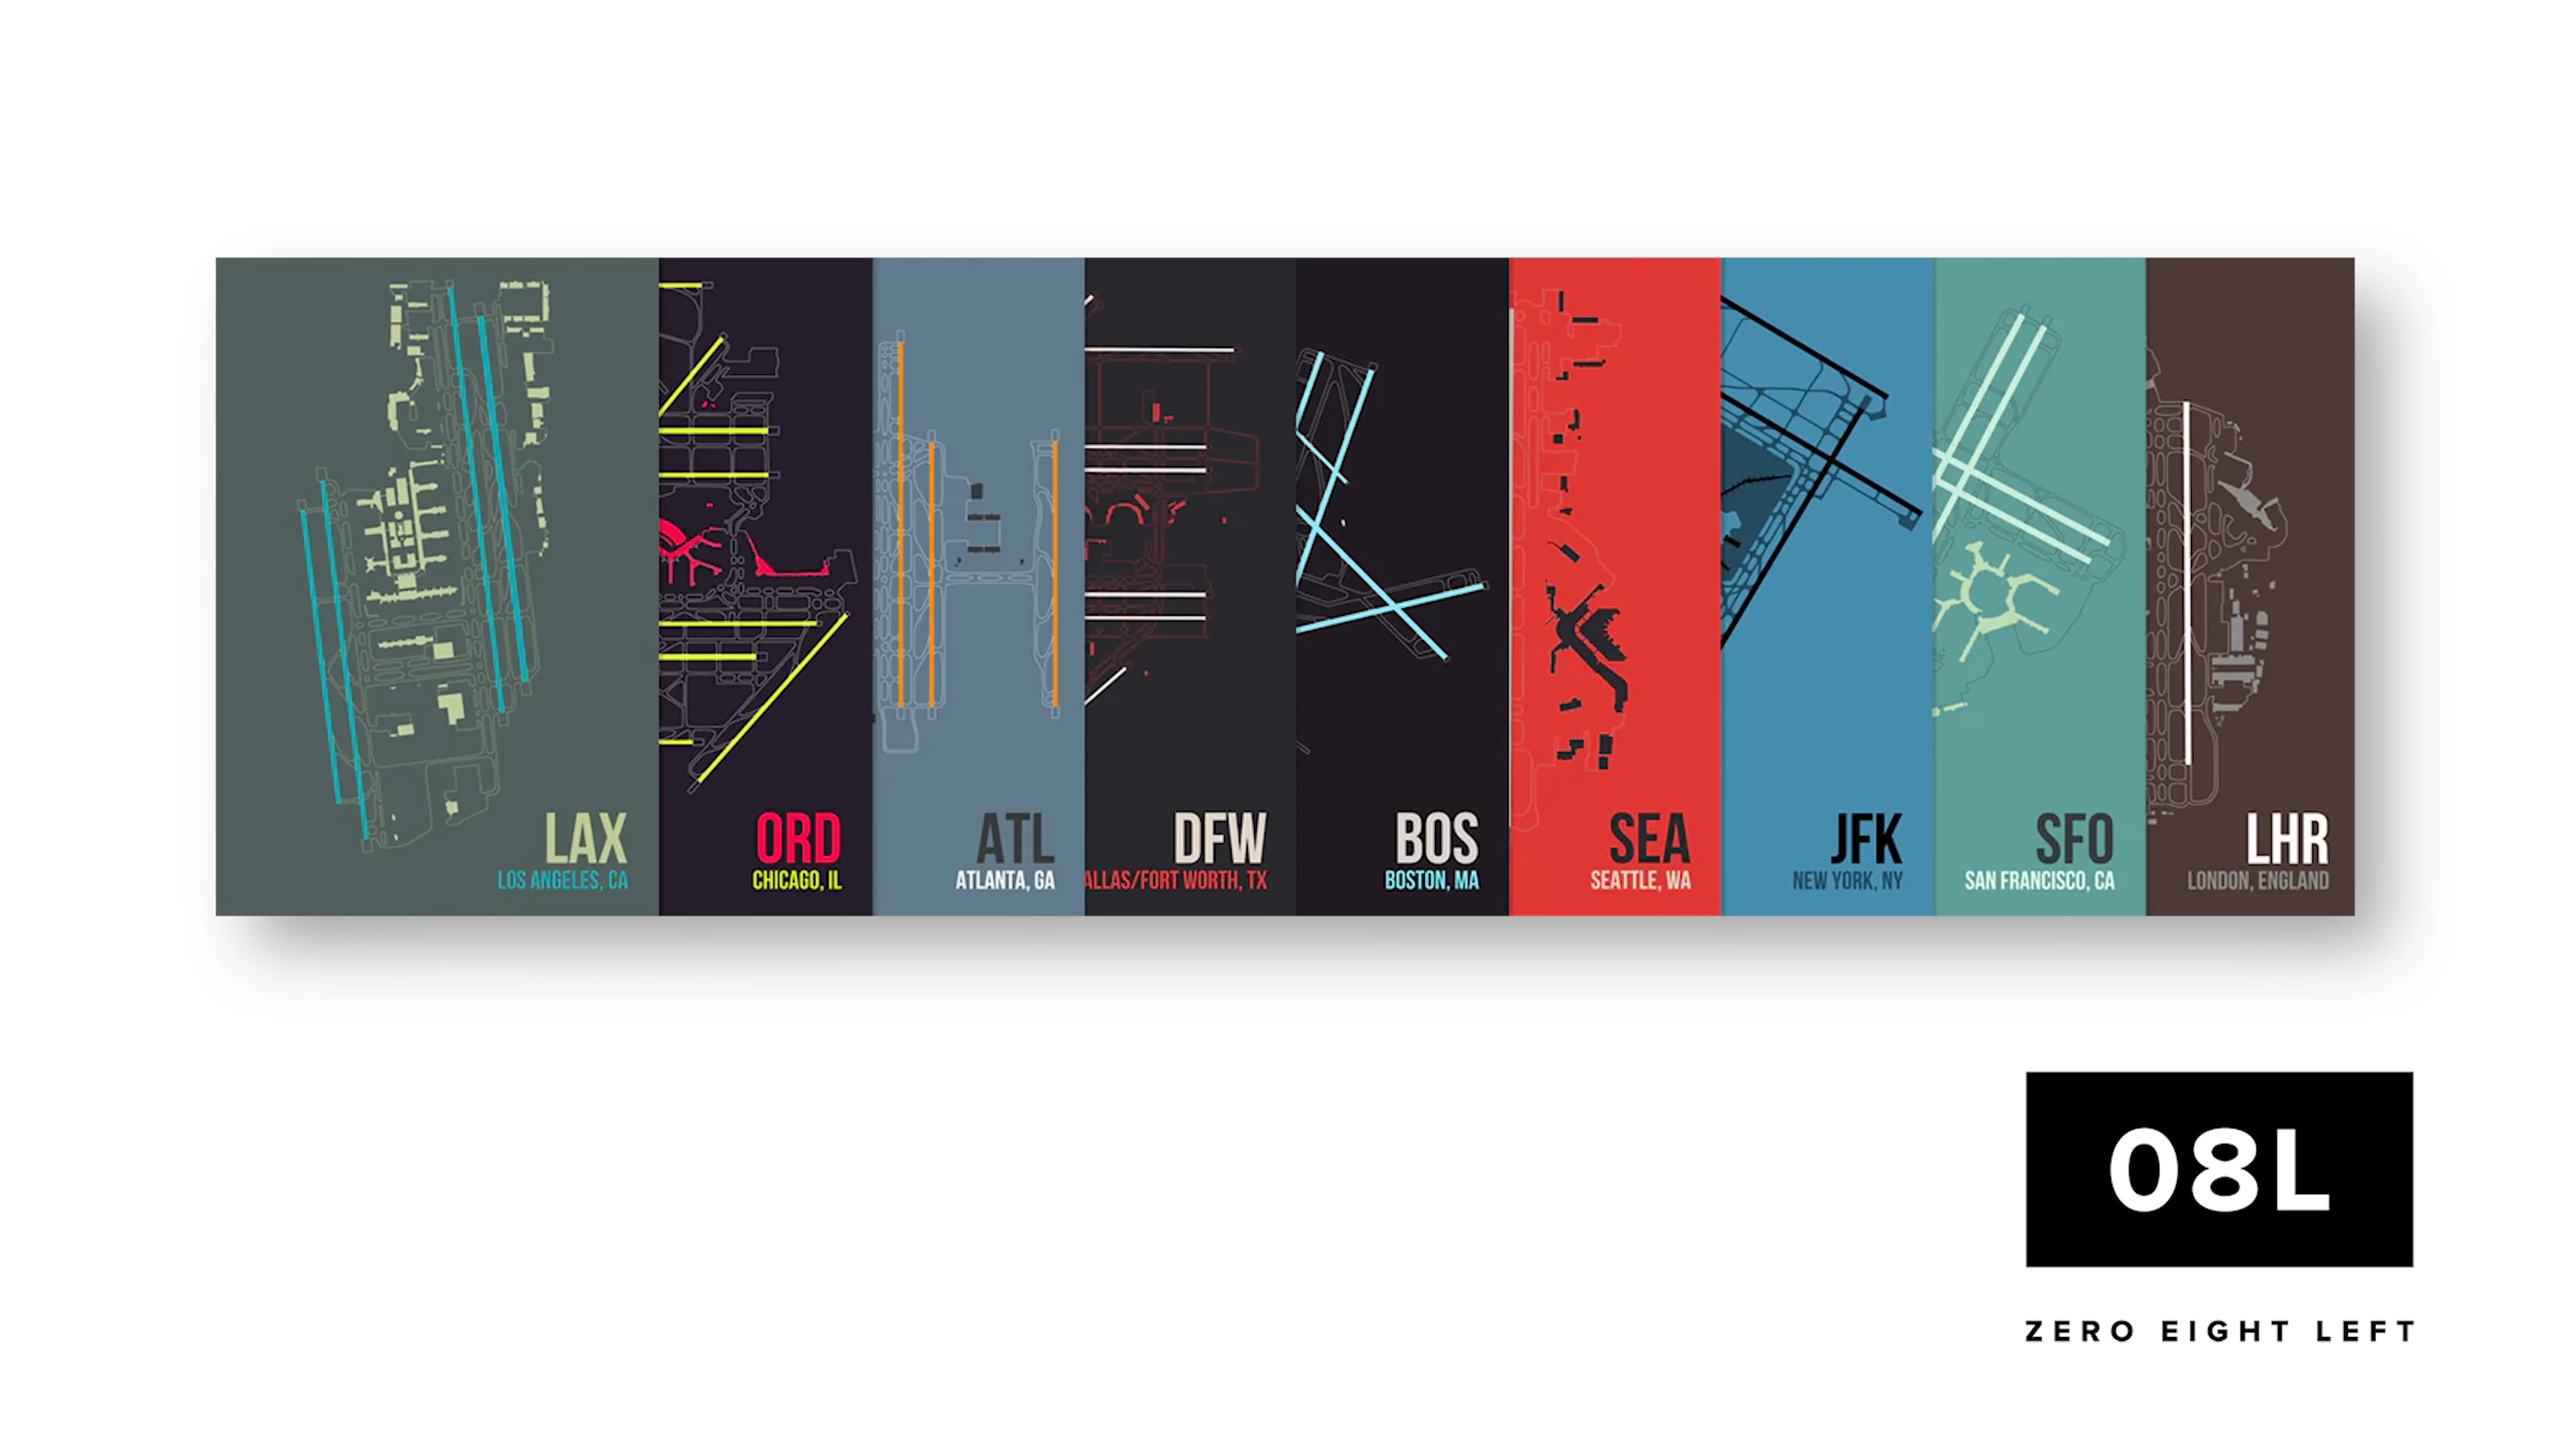 LAX
LOS ANGELES, CA
ORD
CHICAGO, IL
ATL
ATLANTA, GA
DFW
ALLAS/FORT WORTH, TX
BOS
BOSTON, MA
SEA
SEATTLE, WA
JFK
NEW YORK, NY
SFO
SAN FRANCISCO, CA
LHR
LONDON, ENGLAND
08L
ZERO EIGHT LEFT